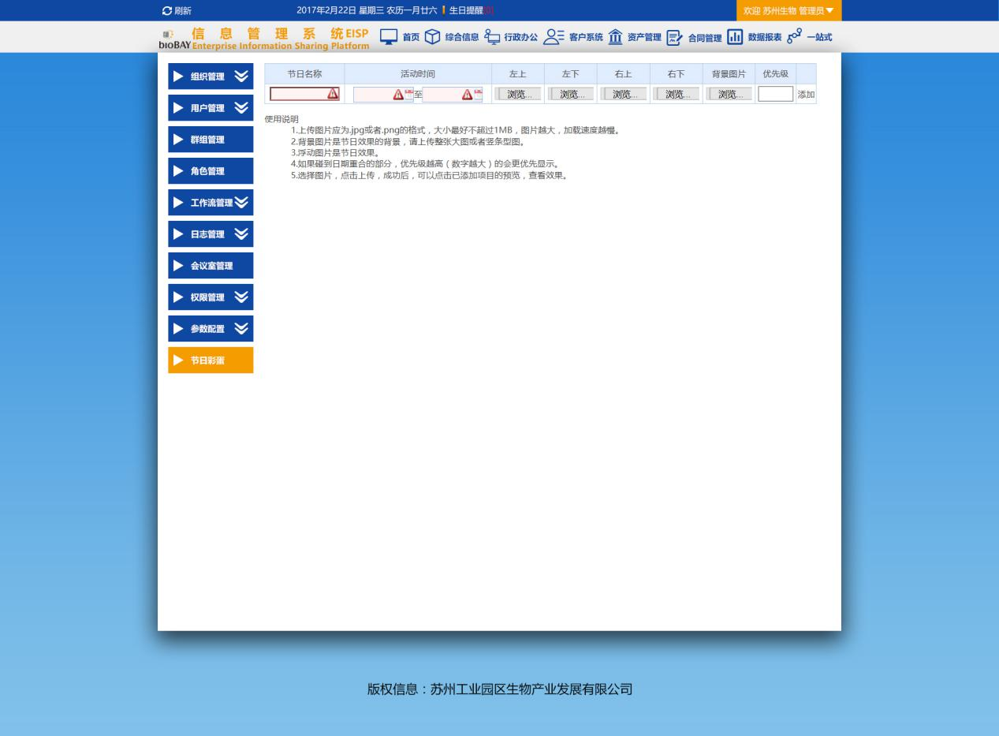 刷新
2017年2月22日 星期三 农历一月廿六 生日提醒[0]
欢迎 苏州生物 管理员
bioBAY
信息管理系统EISP
Enterprise Information Sharing Platform
首页 综合信息 行政办公 客户系统 资产管理 合同管理 数据报表 一站式
组织管理
用户管理
群组管理
角色管理
工作流管理
日志管理
会议室管理
权限管理
参数配置
节日彩蛋
节日名称 活动时间 左上 左下 右上 右下 背景图片 优先级
至 浏览... 浏览... 浏览... 浏览... 浏览... 添加
使用说明
1.上传图片应为.jpg或者.png的格式，大小最好不超过1MB，图片越大，加载速度越慢。
2.背景图片是节日效果的背景，请上传整张大图或者竖条型图。
3.浮动图片是节日效果。
4.如果碰到日期重合的部分，优先级越高（数字越大）的会更优先显示。
5.选择图片，点击上传，成功后，可以点击已添加项目的预览，查看效果。
版权信息：苏州工业园区生物产业发展有限公司